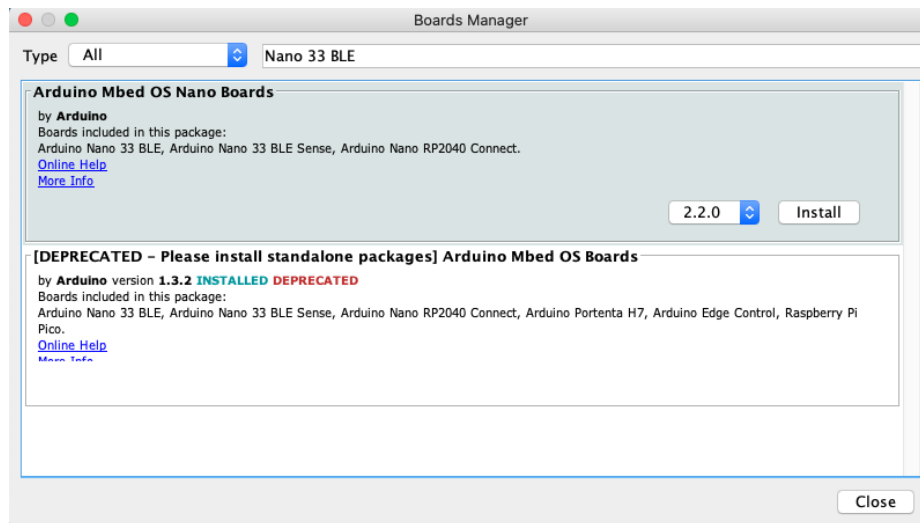 Boards Manager
Type All Nano 33 BLE
Arduino Mbed OS Nano Boards
by Arduino
Boards included in this package:
Arduino Nano 33 BLE, Arduino Nano 33 BLE Sense, Arduino Nano RP2040 Connect.
Online Help
More Info
2.2.0 Install
[DEPRECATED – Please install standalone packages] Arduino Mbed OS Boards
by Arduino version 1.3.2 INSTALLED DEPRECATED
Boards included in this package:
Arduino Nano 33 BLE, Arduino Nano 33 BLE Sense, Arduino Nano RP2040 Connect, Arduino Portenta H7, Arduino Edge Control, Raspberry Pi
Pico.
Online Help
More Info
Close